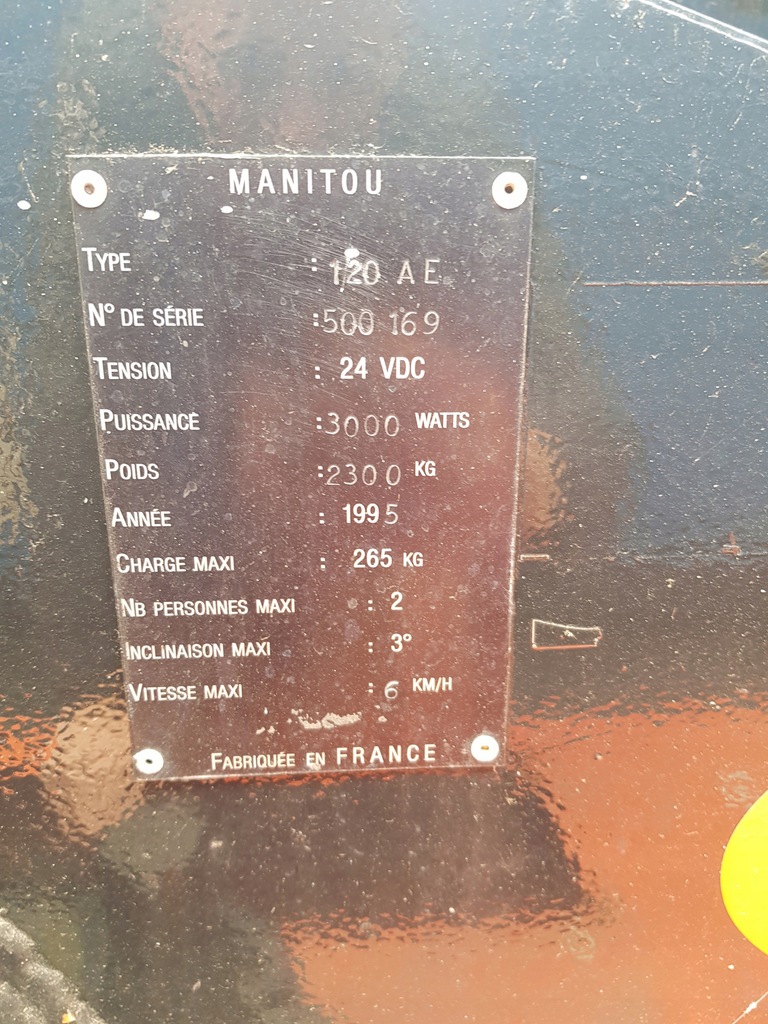 MANITOU
TYPE : 120 AE
N° DE SÉRIE : 500 169
TENSION : 24 VDC
PUISSANCE : 3000 WATTS
POIDS : 2300 KG
ANNÉE : 1995
CHARGE MAXI : 265 KG
NB PERSONNES MAXI : 2
INCLINAISON MAXI : 3°
VITESSE MAXI : 6 KM/H
FABRIQUÉE EN FRANCE